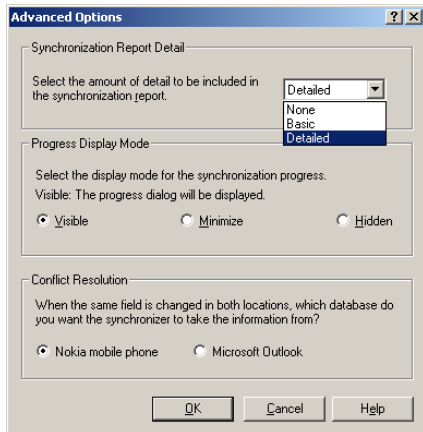 Advanced Options
Synchronization Report Detail
Select the amount of detail to be included in
the synchronization report.
Detailed
None
Basic
Detailed
Progress Display Mode
Select the display mode for the synchronization progress.
Visible: The progress dialog will be displayed.
Visible Minimize Hidden
Conflict Resolution
When the same field is changed in both locations, which database do
you want the synchronizer to take the information from?
Nokia mobile phone Microsoft Outlook
OK Cancel Help